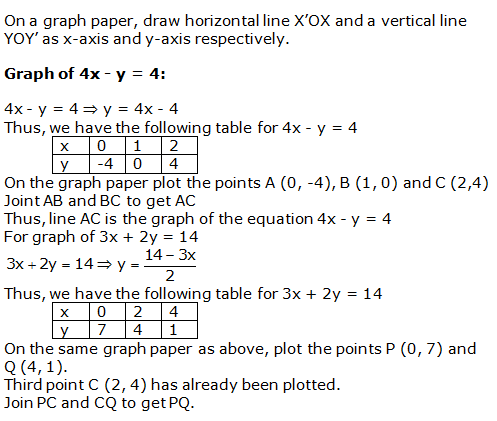 On a graph paper, draw horizontal line X'OX and a vertical line
YOY' as x-axis and y-axis respectively.
Graph of 4x - y = 4:
4x - y = 4 ⇒ y = 4x - 4
Thus, we have the following table for 4x - y = 4
x 0 1 2
y -4 0 4
On the graph paper plot the points A (0, -4), B (1, 0) and C (2,4)
Joint AB and BC to get AC
Thus, line AC is the graph of the equation 4x - y = 4
For graph of 3x + 2y = 14
3x + 2y = 14 ⇒ y = (14 – 3x)/2
Thus, we have the following table for 3x + 2y = 14
x 0 2 4
y 7 4 1
On the same graph paper as above, plot the points P (0, 7) and
Q (4, 1).
Third point C (2, 4) has already been plotted.
Join PC and CQ to get PQ.